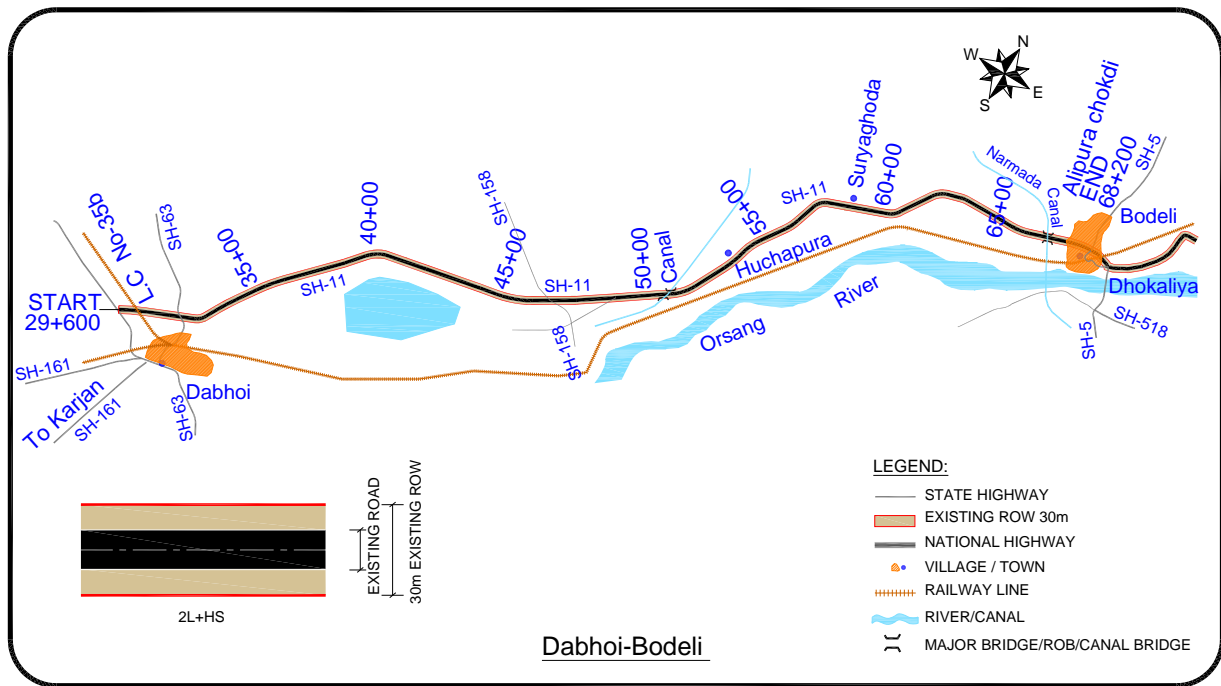 N
W
E
S
Alipura chokdi
END
68+200
SH-5
Narmada
Canal
Suryaghoda
60+00
65+00
Bodeli
SH-158
SH-11
55+00
L.C No-35b
SH-63
40+00
35+00
45+00
50+00
Canal
Huchapura
START
29+600
SH-11
SH-11
River
Orsang
Dhokaliya
SH-518
SH-5
SH-158
SH-161
Dabhoi
To Karjan
SH-161
SH-63
EXISTING ROAD
30m EXISTING ROW
2L+HS
LEGEND:
STATE HIGHWAY
EXISTING ROW 30m
NATIONAL HIGHWAY
VILLAGE / TOWN
RAILWAY LINE
RIVER/CANAL
MAJOR BRIDGE/ROB/CANAL BRIDGE
Dabhoi-Bodeli